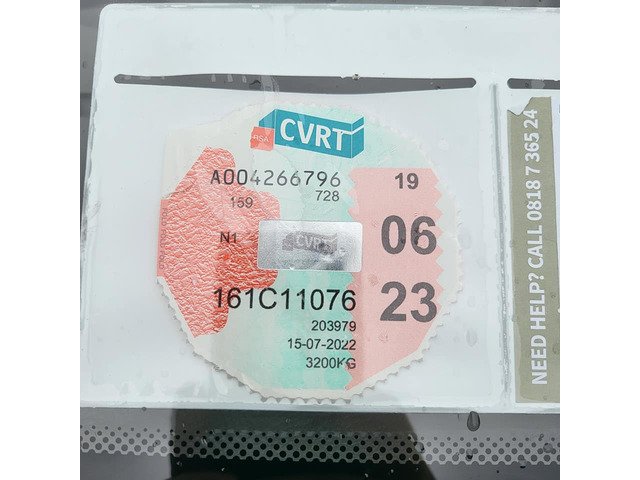 RSA CVRT
A004266796
169 728
19
N1
CVRT
06
161C11076
23
203979
15-07-2022
3200KG
NEED HELP? CALL 0818 7 365 24